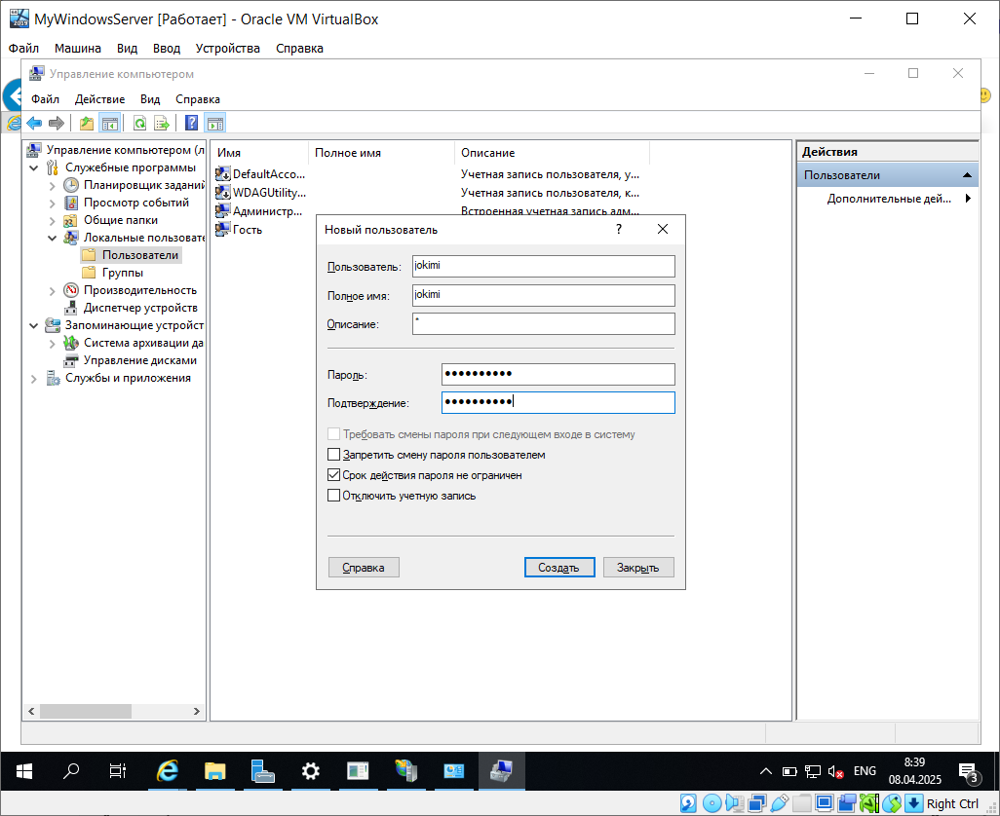 MyWindowsServer [Работает] - Oracle VM VirtualBox
Файл Машина Вид Ввод Устройства Справка
Управление компьютером
Файл Действие Вид Справка
Управление компьютером (л
Служебные программы
Планировщик заданий
Просмотр событий
Общие папки
Локальные пользовате
Пользователи
Группы
Производительность
Диспетчер устройств
Запоминающие устройст
Система архивации да
Управление дисками
Службы и приложения
Имя Полное имя Описание
DefaultAcco... Учетная запись пользователя, у...
WDAGUtility... Учетная запись пользователя, к...
Администр... Встроенная учетная запись адм...
Гость
Действия
Пользователи
Дополнительные дей...
Новый пользователь ?
Пользователь: jokimi
Полное имя: jokimi
Описание: *
Пароль: ●●●●●●●●●●
Подтверждение: ●●●●●●●●●●
Требовать смены пароля при следующем входе в систему
Запретить смену пароля пользователем
Срок действия пароля не ограничен
Отключить учетную запись
Справка Создать Закрыть
ENG 8:39
08.04.2025
3
Right Ctrl